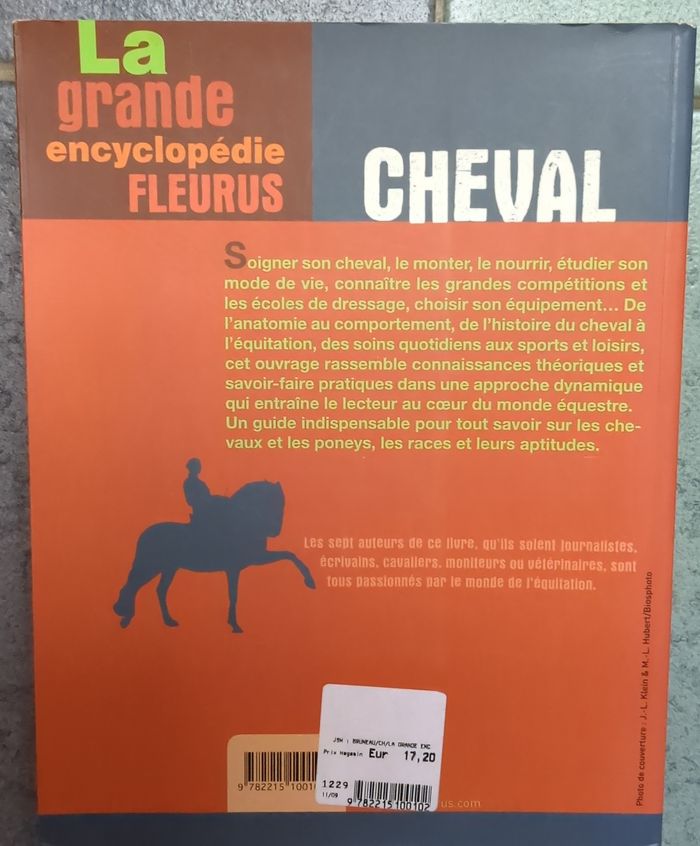 La
grande
encyclopédie
FLEURUS
CHEVAL
Soigner son cheval, le monter, le nourrir, étudier son
mode de vie, connaître les grandes compétitions et
les écoles de dressage, choisir son équipement... De
l'anatomie au comportement, de l'histoire du cheval à
l'équitation, des soins quotidiens aux sports et loisirs,
cet ouvrage rassemble connaissances théoriques et
savoir-faire pratiques dans une approche dynamique
qui entraîne le lecteur au cœur du monde équestre.
Un guide indispensable pour tout savoir sur les che-
vaux et les poneys, les races et leurs aptitudes.
Les sept auteurs de ce livre, qu'ils soient journalistes,
écrivains, cavaliers, moniteurs ou vétérinaires, sont
tous passionnés par le monde de l'équitation.
Photo de couverture : J.-L. Klein & M.-L. Hubert/Biosphoto
JSH : BRUNEAU/CH/LA GRANDE ENC
Prix magasin Eur 17,20
1229
11/09
9 782215 100102
9 782215 10010
rus.com